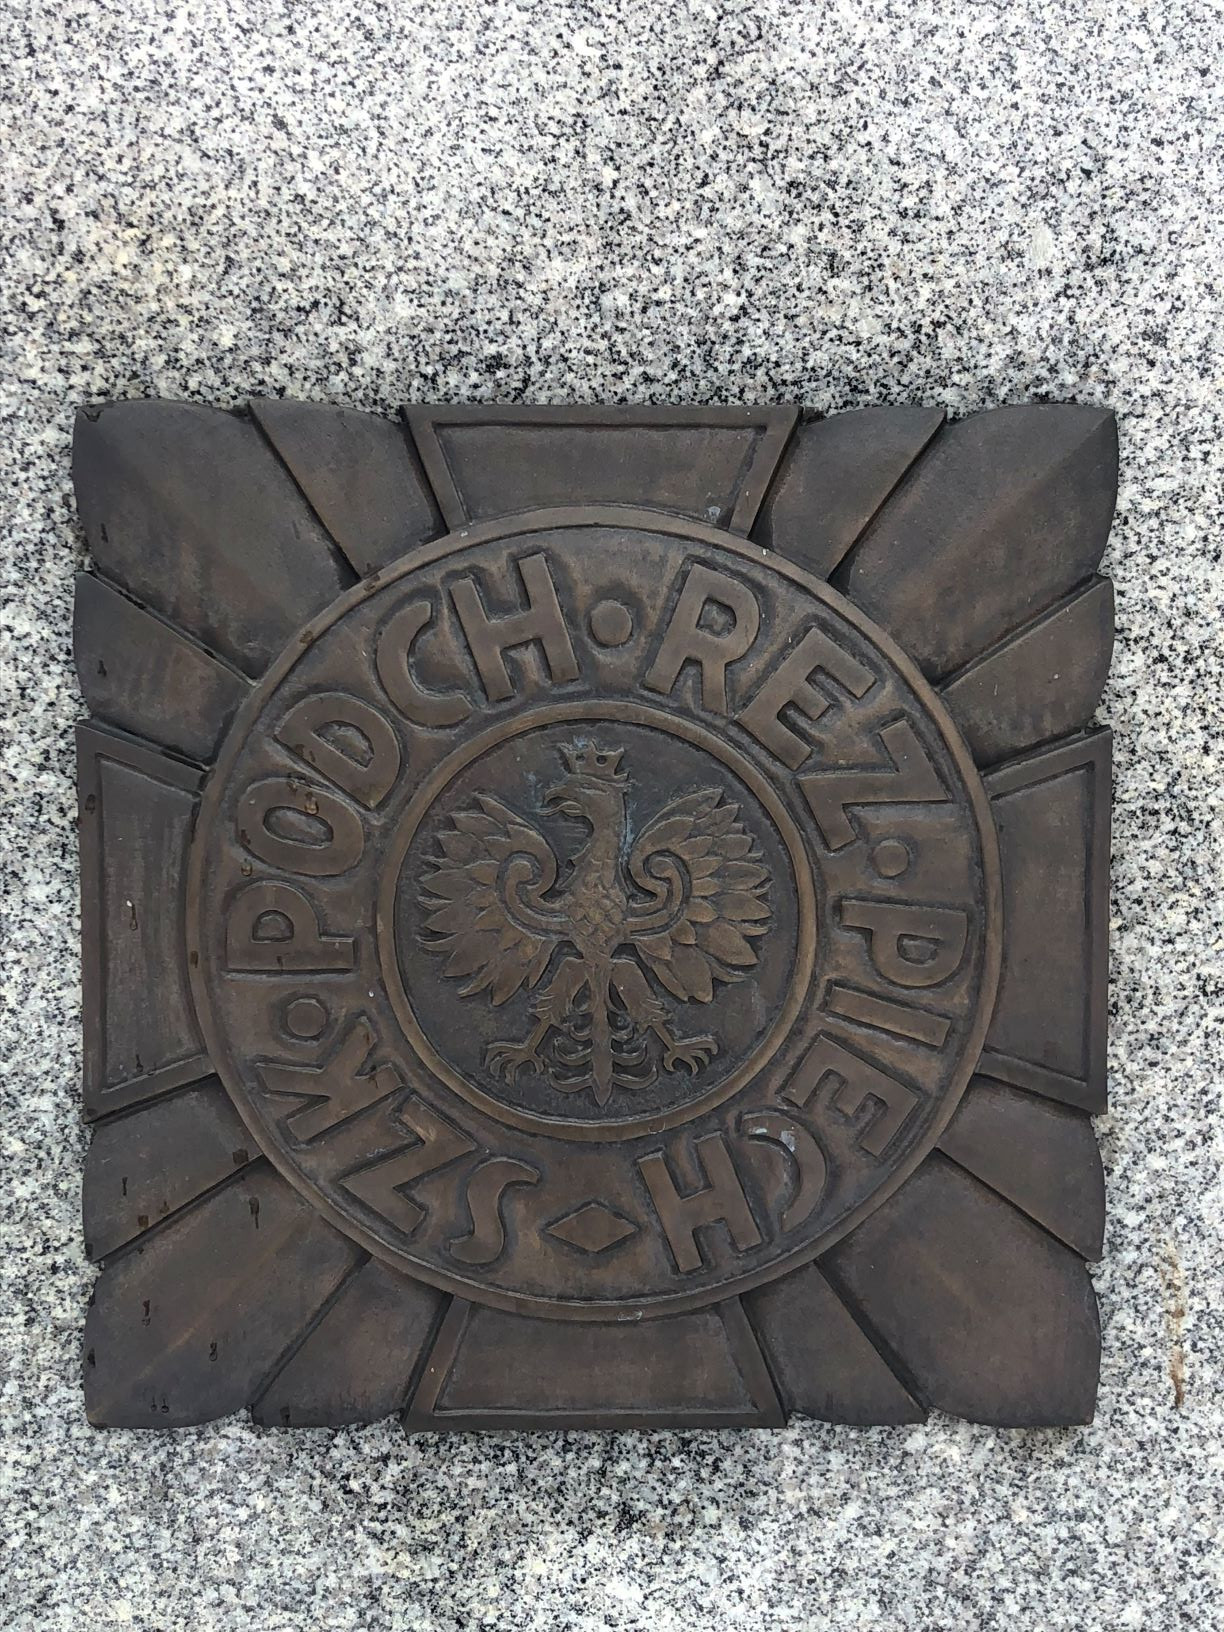 SZK • PODCH • REZ • PIECH